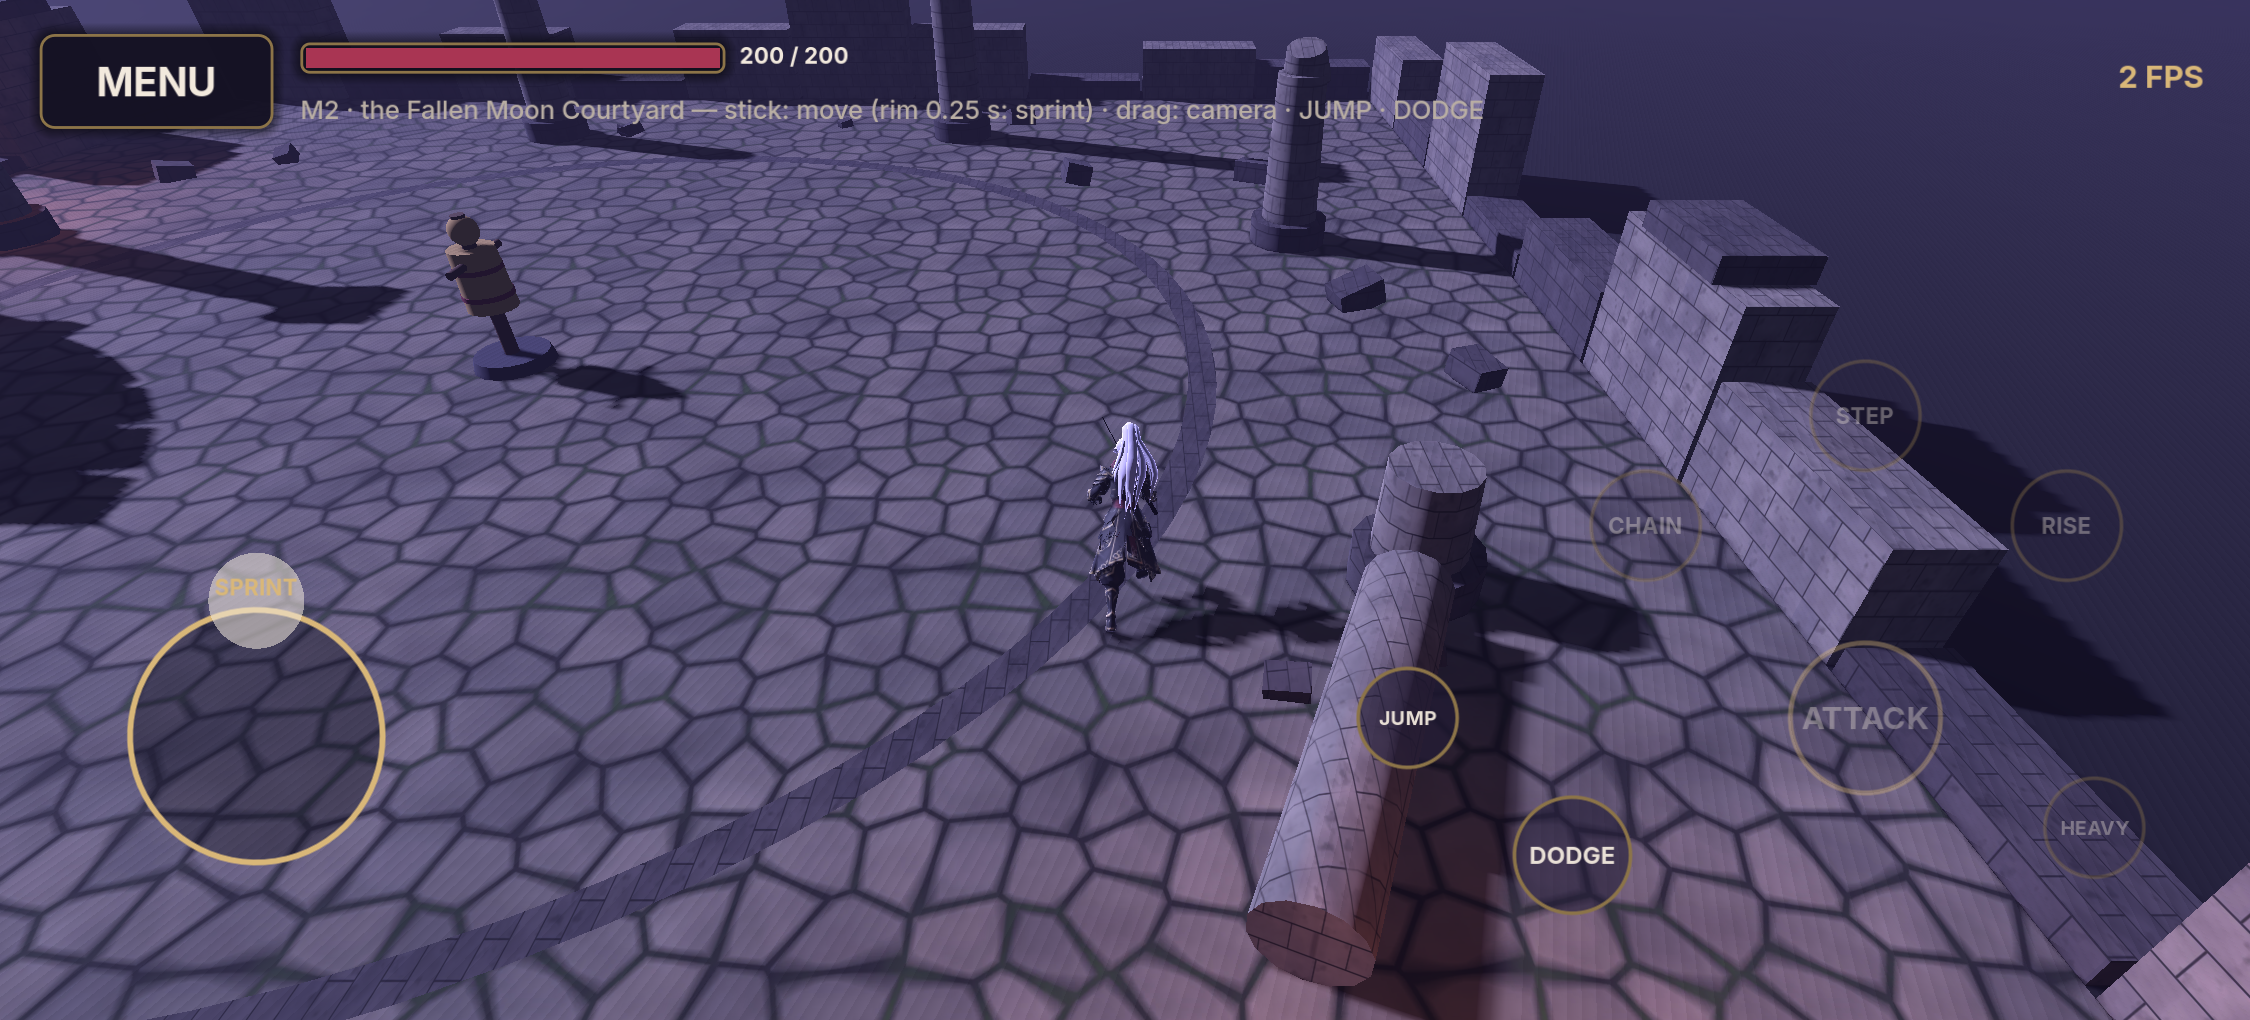 MENU
200 / 200
2 FPS
M2 · the Fallen Moon Courtyard — stick: move (rim 0.25 s: sprint) · drag: camera · JUMP · DODGE
STEP
CHAIN
RISE
SPRINT
JUMP
ATTACK
HEAVY
DODGE